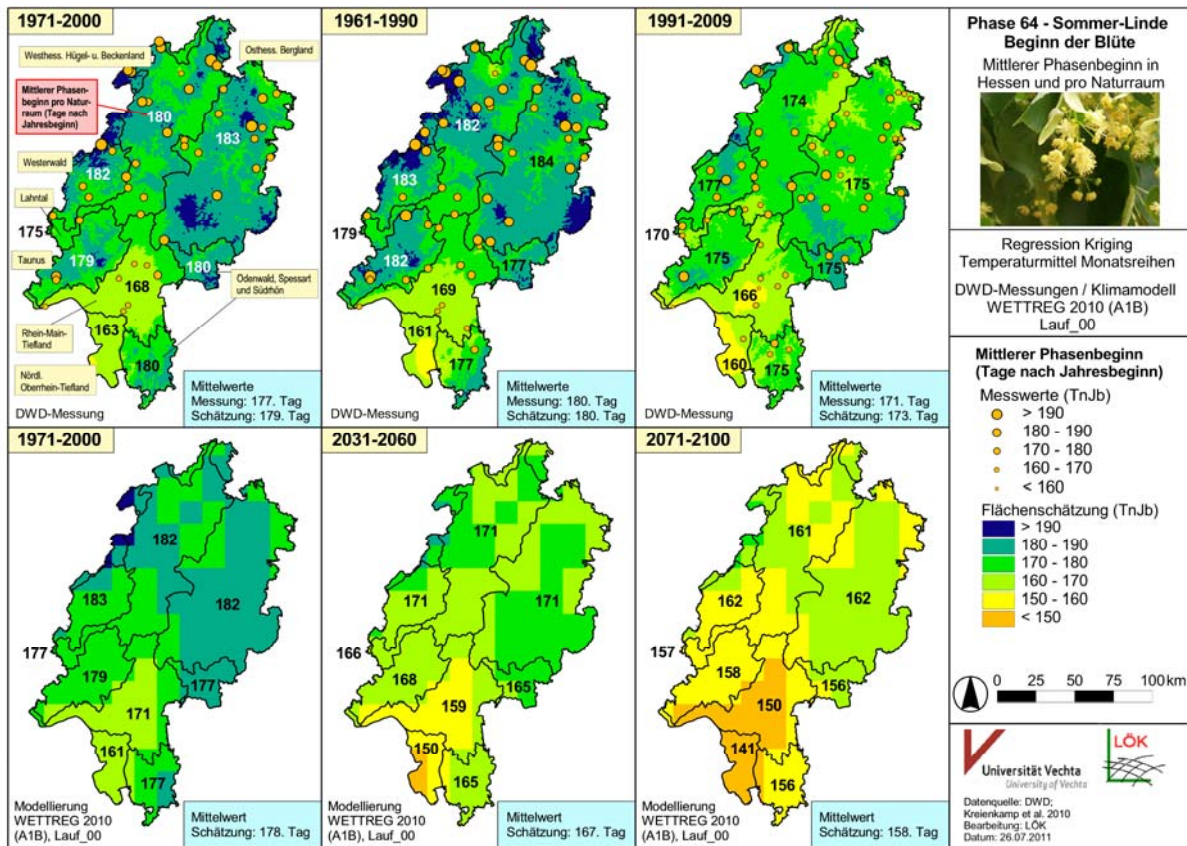 1971-2000
Westhess. Hügel- u. Beckenland
Osthess. Bergland
Mittlerer Phasen-
beginn pro Natur-
raum (Tage nach
Jahresbeginn)
180
183
Westerwald
182
Lahntal
175
Taunus
179
180
168
Odenwald, Spessart
und Südrhön
Rhein-Main-
Tiefland
163
180
Nördl.
Oberrhein-Tiefland
DWD-Messung
Mittelwerte
Messung: 177. Tag
Schätzung: 179. Tag
1961-1990
182
184
183
179
182
177
169
161
177
DWD-Messung
Mittelwerte
Messung: 180. Tag
Schätzung: 180. Tag
1991-2009
174
177
175
170
175
175
166
160
175
DWD-Messung
Mittelwerte
Messung: 171. Tag
Schätzung: 173. Tag
1971-2000
182
183
182
177
179
177
171
161
177
Modellierung
WETTREG 2010
(A1B), Lauf_00
Mittelwert
Schätzung: 178. Tag
2031-2060
171
171
171
166
168
165
159
150
165
Modellierung
WETTREG 2010
(A1B), Lauf_00
Mittelwert
Schätzung: 167. Tag
2071-2100
161
162
162
157
158
156
150
141
156
Modellierung
WETTREG 2010
(A1B), Lauf_00
Mittelwert
Schätzung: 158. Tag
Phase 64 - Sommer-Linde
Beginn der Blüte
Mittlerer Phasenbeginn in
Hessen und pro Naturraum
Regression Kriging
Temperaturmittel Monatsreihen
DWD-Messungen / Klimamodell
WETTREG 2010 (A1B)
Lauf_00
Mittlerer Phasenbeginn
(Tage nach Jahresbeginn)
Messwerte (TnJb)
> 190
180 - 190
170 - 180
160 - 170
< 160
Flächenschätzung (TnJb)
> 190
180 - 190
170 - 180
160 - 170
150 - 160
< 150
0 25 50 75 100 km
Universität Vechta
University of Vechta
LÖK
Datenquelle: DWD;
Kreienkamp et al. 2010
Bearbeitung: LÖK
Datum: 26.07.2011